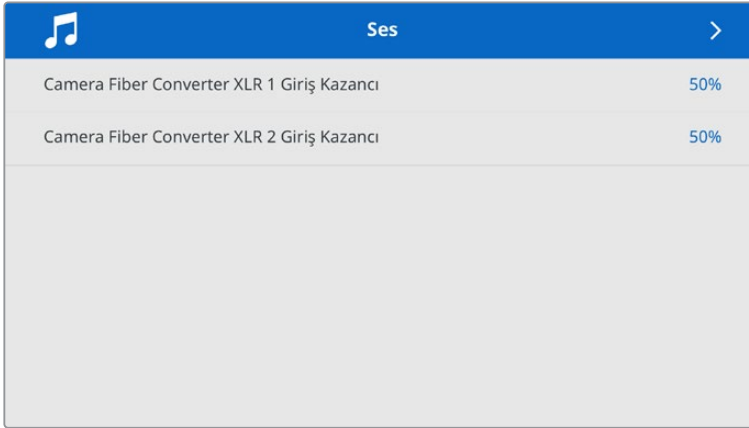 Ses
Camera Fiber Converter XLR 1 Giriş Kazancı 50%
Camera Fiber Converter XLR 2 Giriş Kazancı 50%